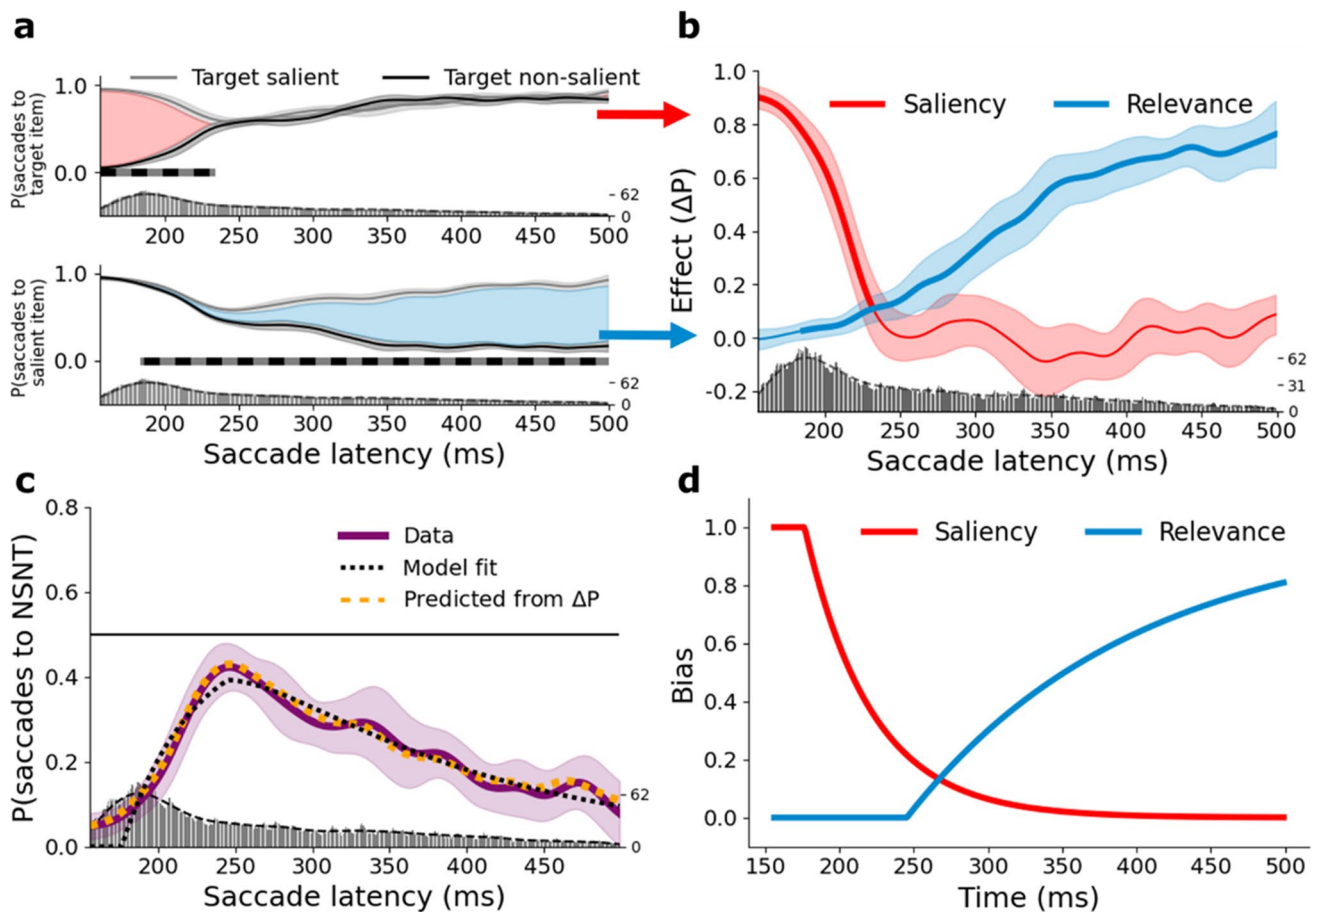 a
Target salient
Target non-salient
P(saccades to
target item)
1.0
0.0
62
0
200 250 300 350 400 450 500
P(saccades to
salient item)
1.0
0.0
62
0
200 250 300 350 400 450 500
Saccade latency (ms)
b
Saliency
Relevance
Effect (ΔP)
1.0
0.8
0.6
0.4
0.2
0.0
-0.2
62
31
0
200 250 300 350 400 450 500
Saccade latency (ms)
c
Data
Model fit
Predicted from ΔP
P(saccades to NSNT)
0.8
0.6
0.4
0.2
0.0
62
0
200 250 300 350 400 450
Saccade latency (ms)
d
Saliency
Relevance
Bias
1.0
0.8
0.6
0.4
0.2
0.0
150 200 250 300 350 400 450 500
Time (ms)